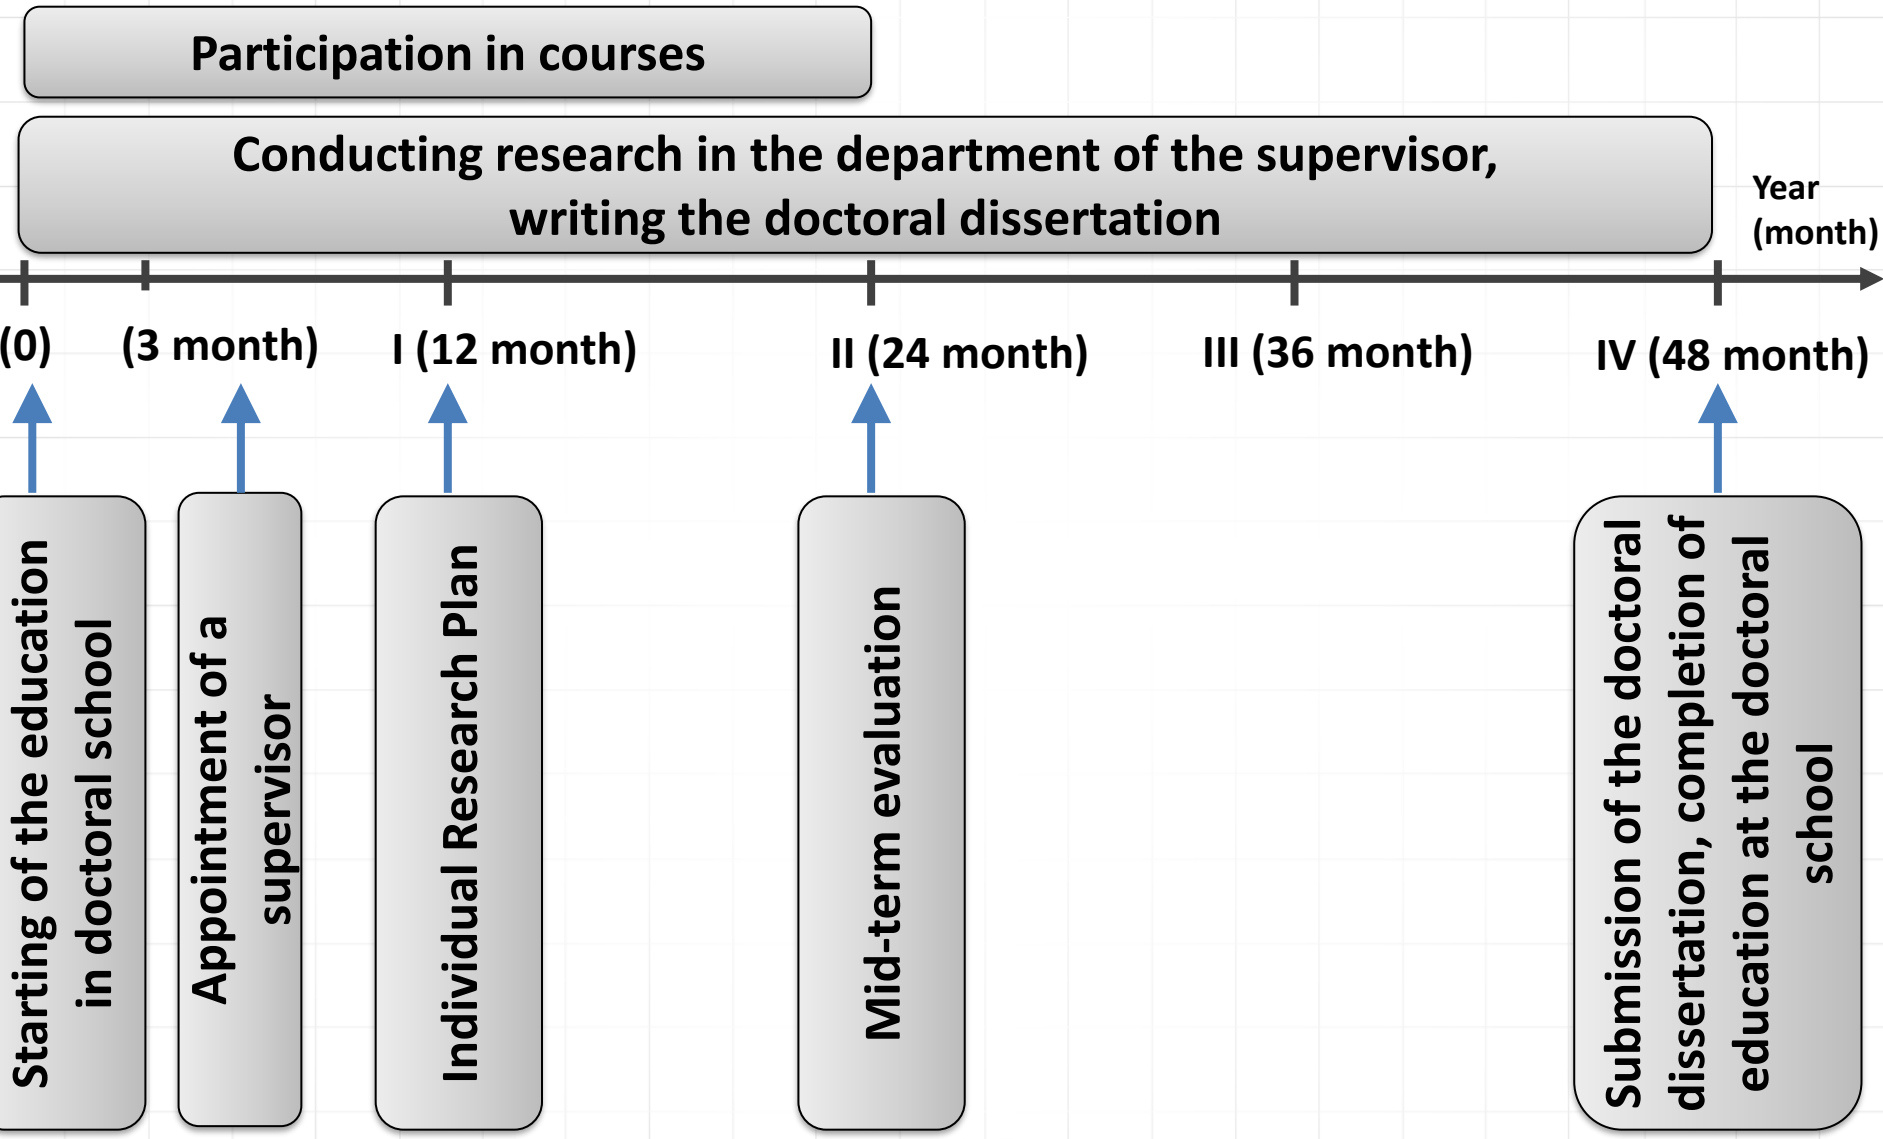 Participation in courses
Conducting research in the department of the supervisor,
writing the doctoral dissertation
Year
(month)
(0)
(3 month)
I (12 month)
II (24 month)
III (36 month)
IV (48 month)
Starting of the education
in doctoral school
Appointment of a
supervisor
Individual Research Plan
Mid-term evaluation
Submission of the doctoral
dissertation, completion of
education at the doctoral
school